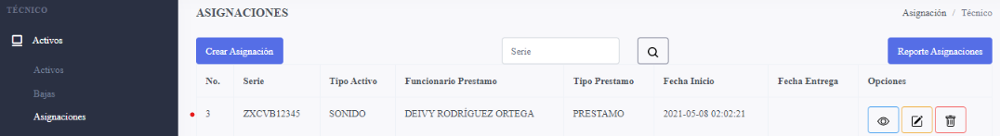 TÉCNICO
Activos
Activos
Bajas
Asignaciones
ASIGNACIONES
Asignación / Técnico
Crear Asignación
Serie
Reporte Asignaciones
No. Serie Tipo Activo Funcionario Prestamo Tipo Prestamo Fecha Inicio Fecha Entrega Opciones
3 ZXCVB12345 SONIDO DEIVY RODRÍGUEZ ORTEGA PRESTAMO 2021-05-08 02:02:21